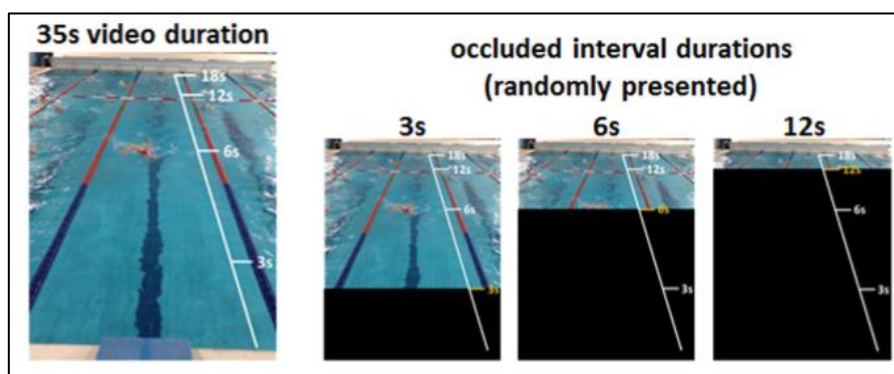 35s video duration
18s
12s
6s
3s
occluded interval durations
(randomly presented)
3s
18s
12s
6s
3s
6s
18s
12s
6s
3s
12s
18s
12s
6s
3s